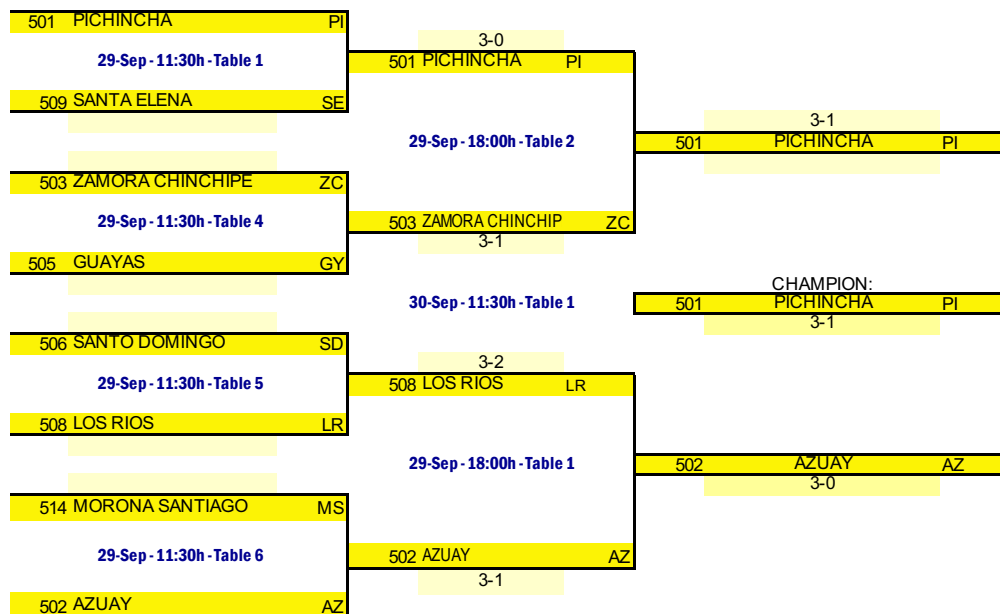 501 PICHINCHA PI
29-Sep - 11:30h - Table 1
509 SANTA ELENA SE
503 ZAMORA CHINCHIPE ZC
29-Sep - 11:30h - Table 4
505 GUAYAS GY
506 SANTO DOMINGO SD
29-Sep - 11:30h - Table 5
508 LOS RIOS LR
514 MORONA SANTIAGO MS
29-Sep - 11:30h - Table 6
502 AZUAY AZ
3-0
501 PICHINCHA PI
29-Sep - 18:00h - Table 2
503 ZAMORA CHINCHIP ZC
3-1
30-Sep - 11:30h - Table 1
3-2
508 LOS RIOS LR
29-Sep - 18:00h - Table 1
502 AZUAY AZ
3-1
3-1
501 PICHINCHA PI
CHAMPION:
501 PICHINCHA PI
3-1
502 AZUAY AZ
3-0